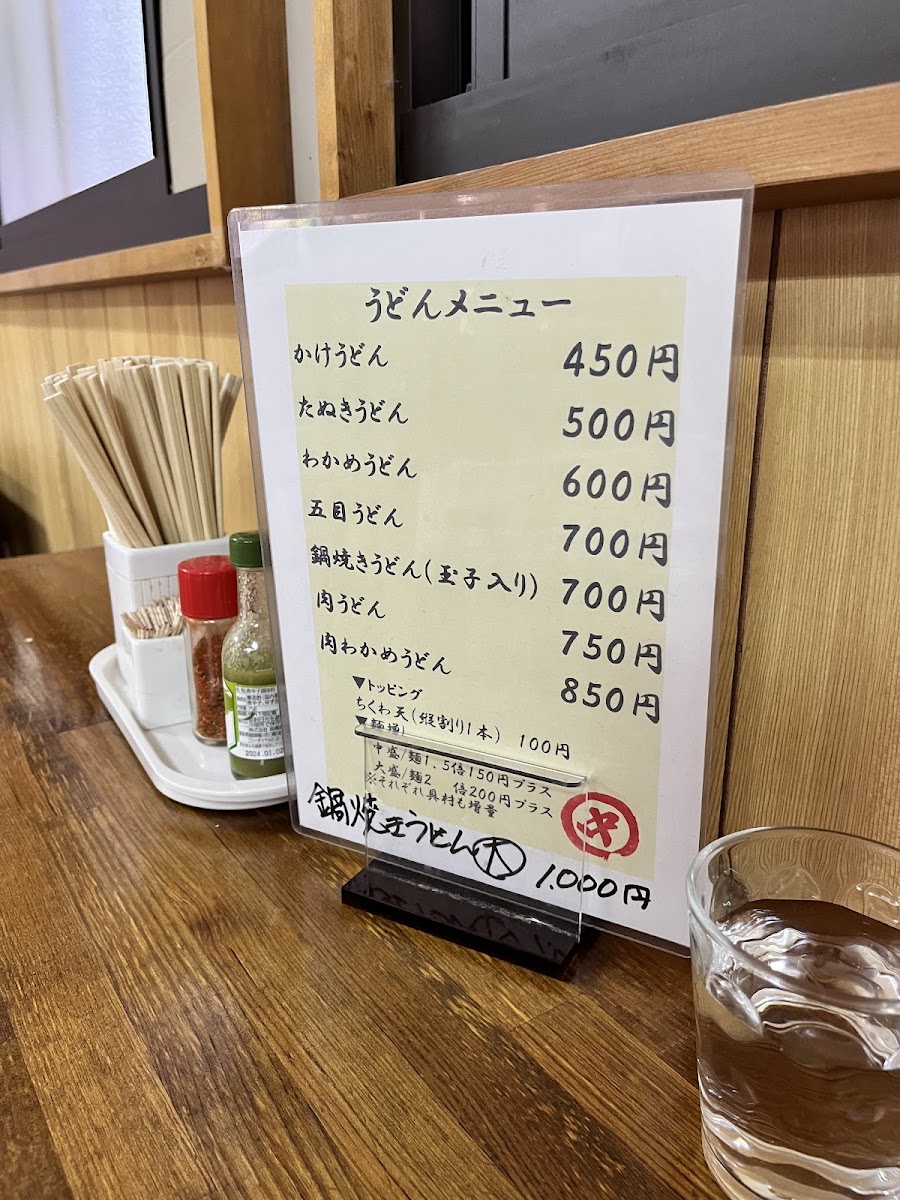 うどんメニュー
かけうどん 450円
たぬきうどん 500円
わかめうどん 600円
五目うどん 700円
鍋焼きうどん(玉子入り) 700円
肉うどん 750円
肉わかめうどん 850円
▼トッピング
ちくわ天(縦割り1本) 100円
▼麺増し
中盛/麺1.5倍150円プラス
大盛/麺2 倍200円プラス
※それぞれ具材も増量
鍋焼きうどん大 1.000円
2024.01.02